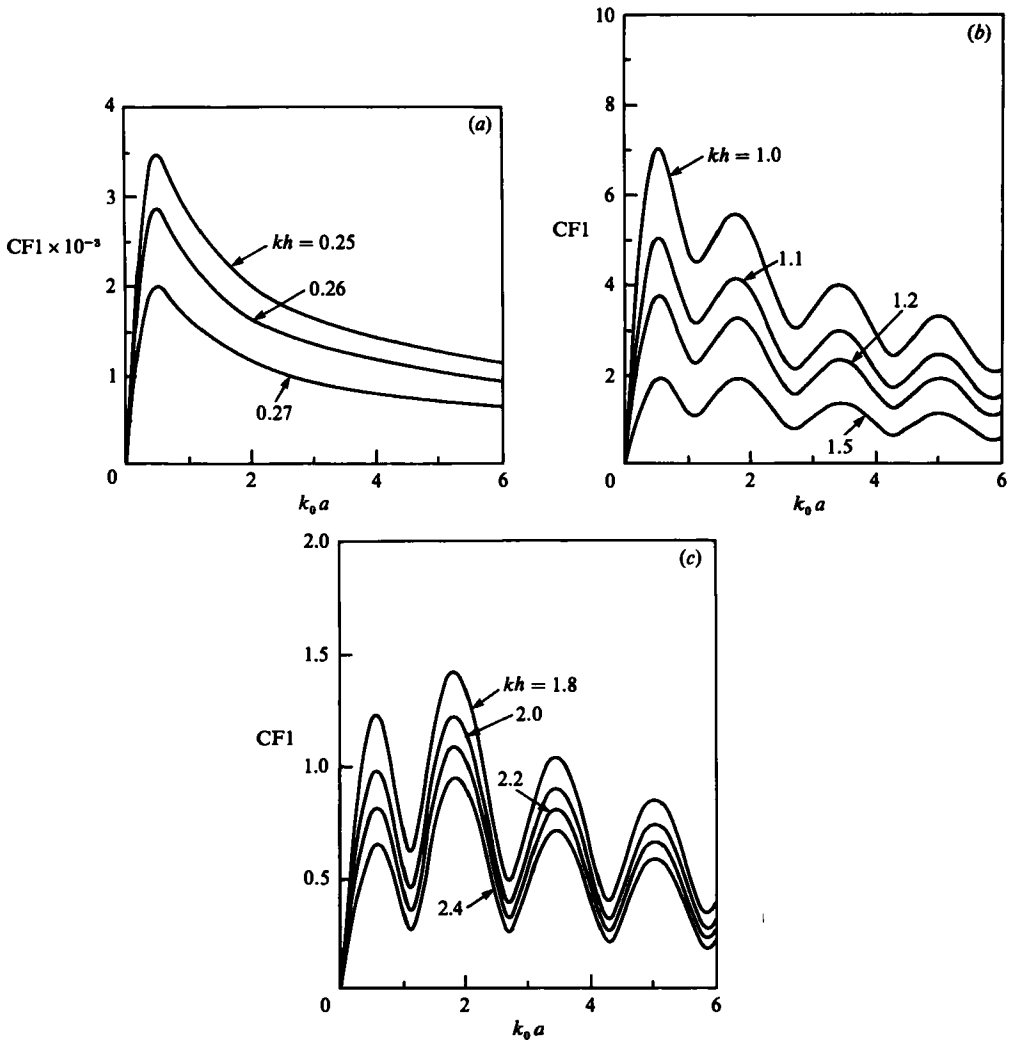 (a)
4
3
2
1
0
CF1 × 10⁻³
kh = 0.25
0.26
0.27
0 2 4 6
k₀a
(b)
10
8
6
CF1
4
2
0
kh = 1.0
1.1
1.2
1.5
0 2 4 6
k₀a
(c)
2.0
1.5
CF1
1.0
0.5
kh = 1.8
2.0
2.2
2.4
0 2 4 6
k₀a